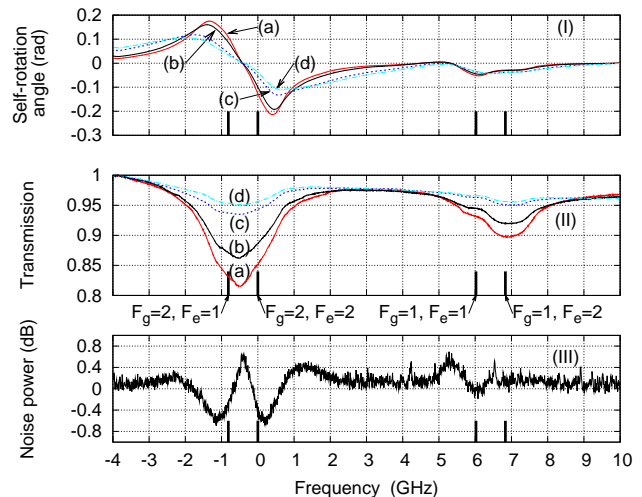 0.2
0.1
0
-0.1
-0.2
-0.3
Self-rotation
angle (rad)
(a)
(b)
(c)
(d)
(I)
1
0.95
0.9
0.85
0.8
Transmission
(d)
(c)
(b)
(a)
(II)
Fg=2, Fe=1
Fg=2, Fe=2
Fg=1, Fe=1
Fg=1, Fe=2
0.8
0.4
0
-0.4
-0.8
Noise power (dB)
(III)
-4 -3 -2 -1 0 1 2 3 4 5 6 7 8 9 10
Frequency (GHz)